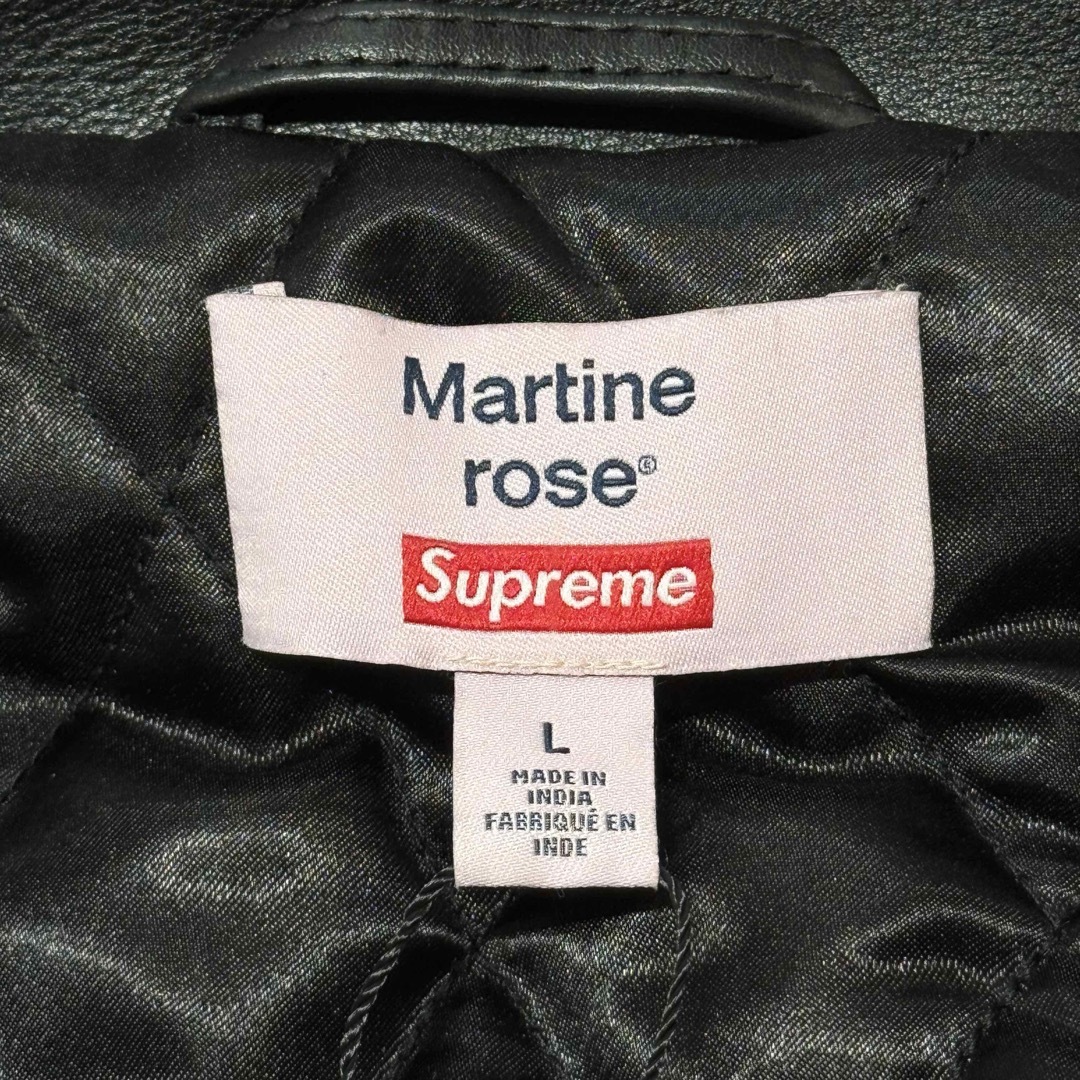 Martine
rose®
Supreme
L
MADE IN
INDIA
FABRIQUÉ EN
INDE